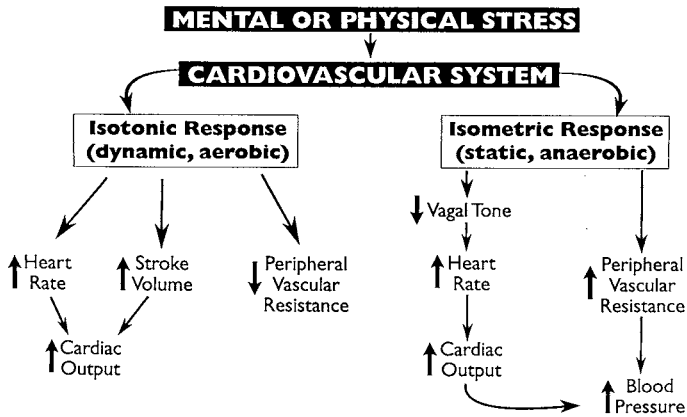 MENTAL OR PHYSICAL STRESS
CARDIOVASCULAR SYSTEM
Isotonic Response
(dynamic, aerobic)
Isometric Response
(static, anaerobic)
Vagal Tone
Heart
Rate
Stroke
Volume
Peripheral
Vascular
Resistance
Heart
Rate
Peripheral
Vascular
Resistance
Cardiac
Output
Cardiac
Output
Blood
Pressure